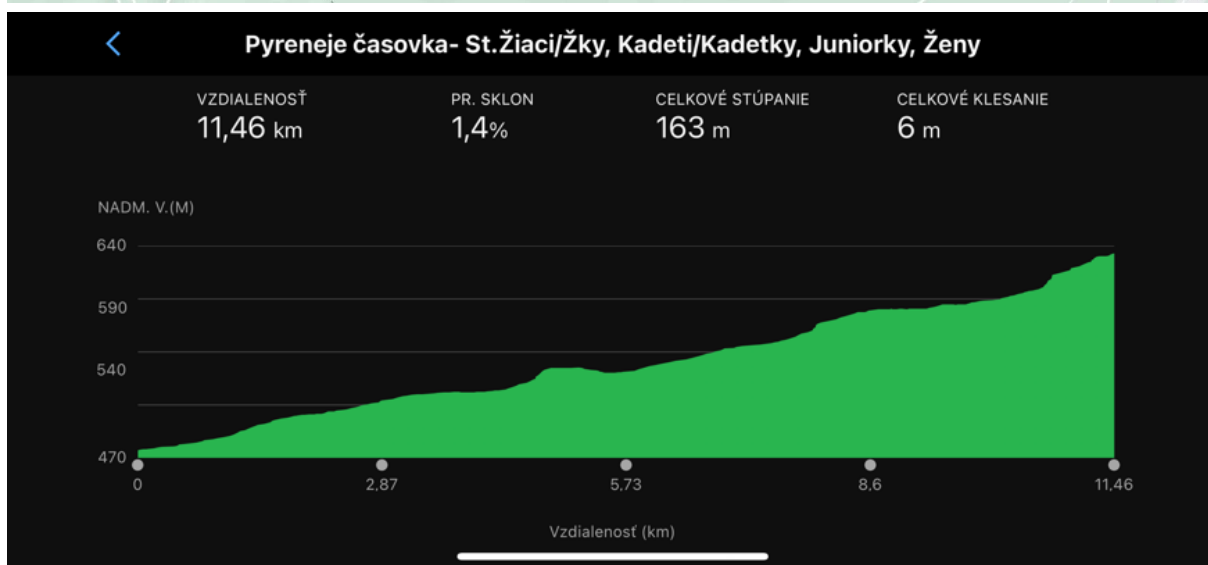 Pyreneje časovka- St.Žiaci/Žky, Kadeti/Kadetky, Juniorky, Ženy
VZDIALENOSŤ PR. SKLON CELKOVÉ STÚPANIE CELKOVÉ KLESANIE
11,46 km 1,4% 163 m 6 m
NADM. V.(M)
640
590
540
470
0 2,87 5,73 8,6 11,46
Vzdialenosť (km)